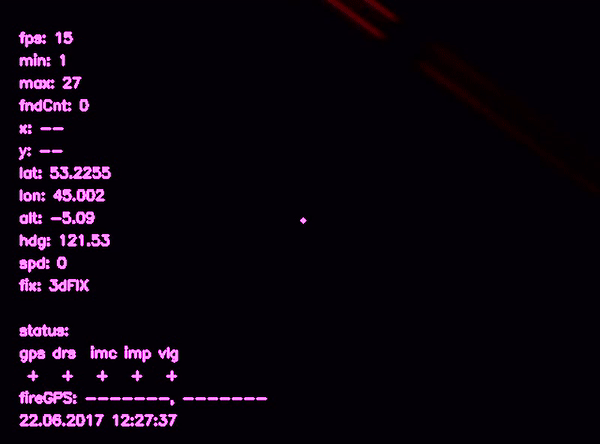 fps: 15
min: 1
max: 27
fndCnt: 0
x: --
y: --
lat: 53.2255
lon: 45.002
alt: -5.09
hdg: 121.53
spd: 0
fix: 3dFIX
status:
gps drs imc imp vlg
+ + + + +
fireGPS: -------, -------
22.06.2017 12:27:37